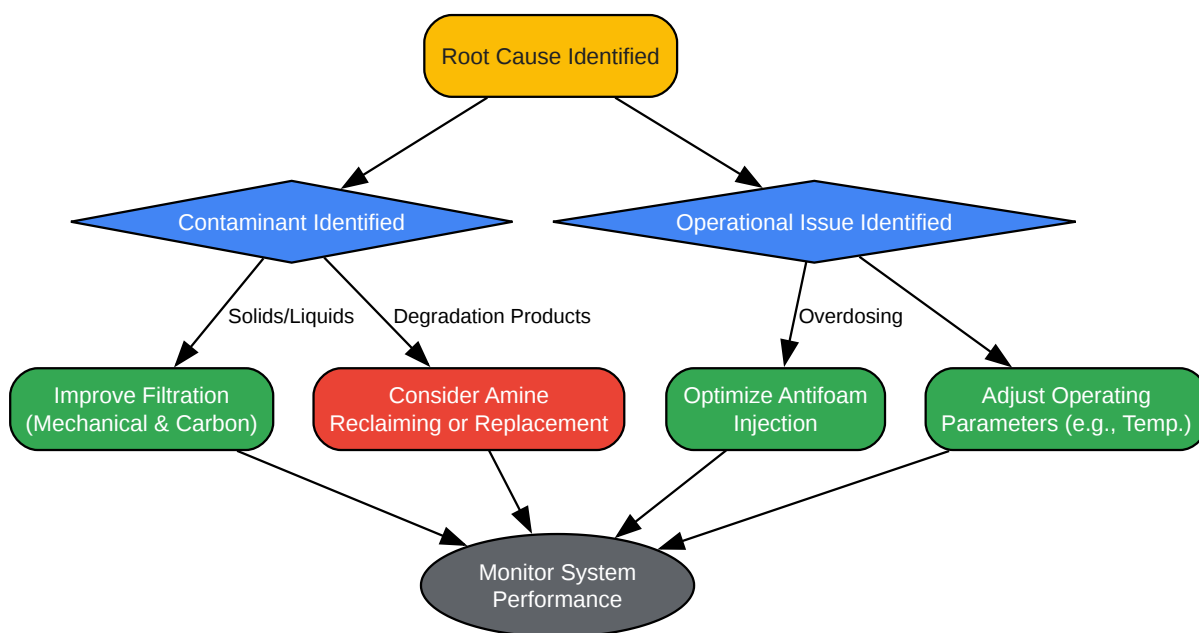 Root Cause Identified
Contaminant Identified
Operational Issue Identified
Solids/Liquids
Degradation Products
Overdosing
Improve Filtration
(Mechanical & Carbon)
Consider Amine
Reclaiming or Replacement
Optimize Antifoam
Injection
Adjust Operating
Parameters (e.g., Temp.)
Monitor System
Performance